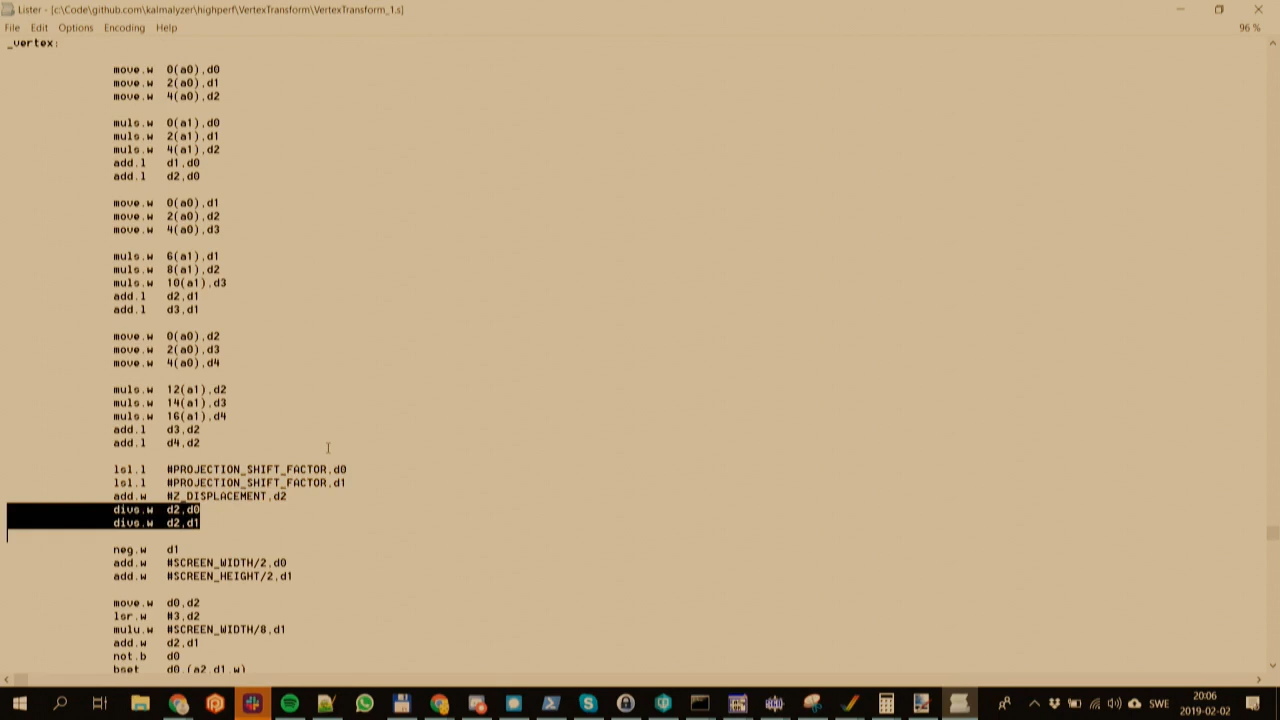 Lister - [c:\Code\github.com\kalmalyzer\highperf\VertexTransform\VertexTransform_1.s]
File Edit Options Encoding Help 96 %
_vertex:
move.w 0(a0),d0
move.w 2(a0),d1
move.w 4(a0),d2
muls.w 0(a1),d0
muls.w 2(a1),d1
muls.w 4(a1),d2
add.l d1,d0
add.l d2,d0
move.w 0(a0),d1
move.w 2(a0),d2
move.w 4(a0),d3
muls.w 6(a1),d1
muls.w 8(a1),d2
muls.w 10(a1),d3
add.l d2,d1
add.l d3,d1
move.w 0(a0),d2
move.w 2(a0),d3
move.w 4(a0),d4
muls.w 12(a1),d2
muls.w 14(a1),d3
muls.w 16(a1),d4
add.l d3,d2
add.l d4,d2
lsl.l #PROJECTION_SHIFT_FACTOR,d0
lsl.l #PROJECTION_SHIFT_FACTOR,d1
add.w #Z_DISPLACEMENT,d2
divs.w d2,d0
divs.w d2,d1
neg.w d1
add.w #SCREEN_WIDTH/2,d0
add.w #SCREEN_HEIGHT/2,d1
move.w d0,d2
lsr.w #3,d2
mulu.w #SCREEN_WIDTH/8,d1
add.w d2,d1
not.b d0
bset d0,(a2,d1.w)
SWE
20:06
2019-02-02